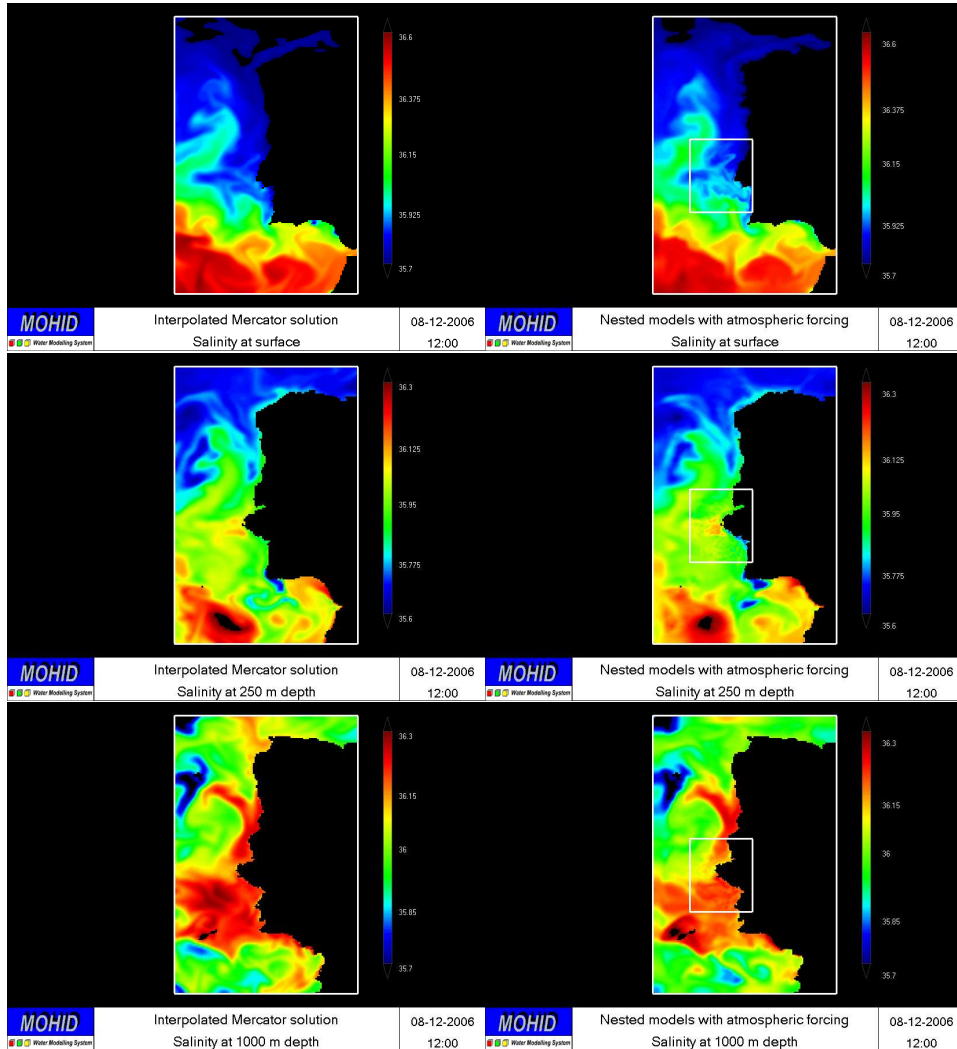 36.6
36.375
36.15
35.925
35.7
36.6
36.375
36.15
35.925
35.7
MOHID
Water Modelling System
Interpolated Mercator solution
Salinity at surface
08-12-2006
12:00
MOHID
Water Modelling System
Nested models with atmospheric forcing
Salinity at surface
08-12-2006
12:00
36.3
36.125
35.95
35.775
35.6
36.3
36.125
35.95
35.775
35.6
MOHID
Water Modelling System
Interpolated Mercator solution
Salinity at 250 m depth
08-12-2006
12:00
MOHID
Water Modelling System
Nested models with atmospheric forcing
Salinity at 250 m depth
08-12-2006
12:00
36.3
36.15
36
35.85
35.7
36.3
36.15
36
35.85
35.7
MOHID
Water Modelling System
Interpolated Mercator solution
Salinity at 1000 m depth
08-12-2006
12:00
MOHID
Water Modelling System
Nested models with atmospheric forcing
Salinity at 1000 m depth
08-12-2006
12:00